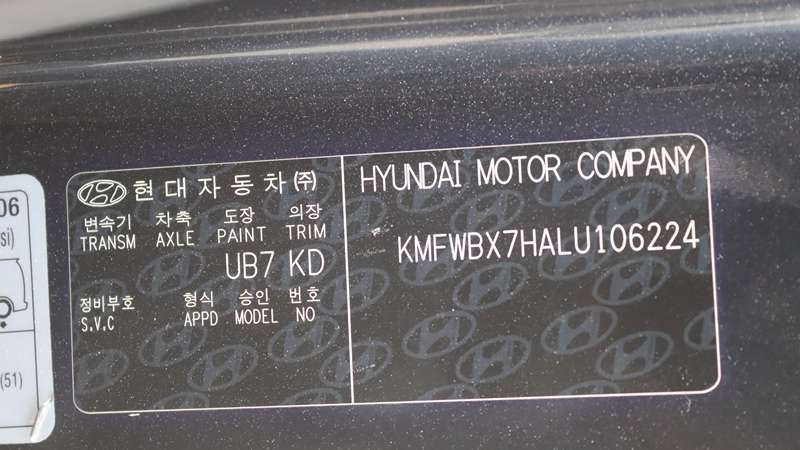 현대자동차㈜
변속기 차축 도장 의장
TRANSM AXLE PAINT TRIM
UB7 KD
정비부호 형식 승인 번호
S.V.C APPD MODEL NO
HYUNDAI MOTOR COMPANY
KMFWBX7HALU106224
06
si)
(51)